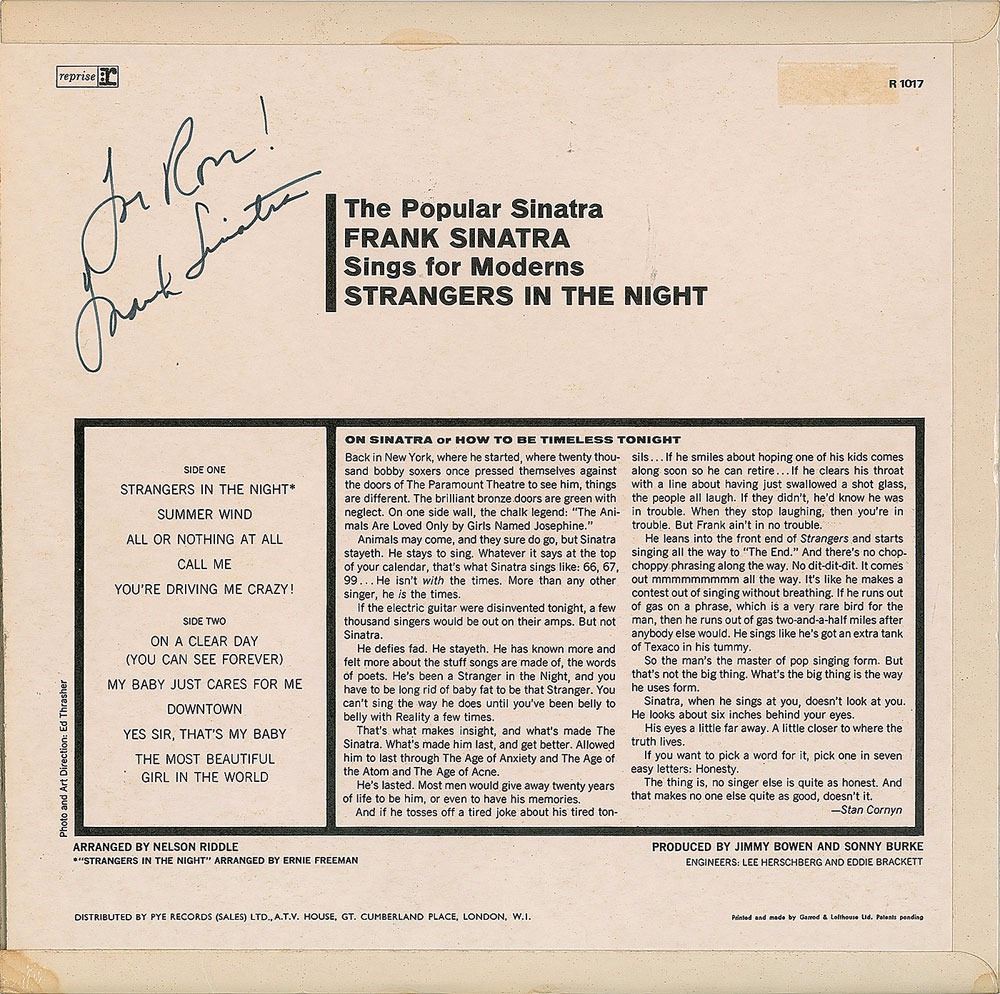 reprise r
R 1017
For Ron!
Frank Sinatra
The Popular Sinatra
FRANK SINATRA
Sings for Moderns
STRANGERS IN THE NIGHT
SIDE ONE
STRANGERS IN THE NIGHT*
SUMMER WIND
ALL OR NOTHING AT ALL
CALL ME
YOU'RE DRIVING ME CRAZY!
SIDE TWO
ON A CLEAR DAY
(YOU CAN SEE FOREVER)
MY BABY JUST CARES FOR ME
DOWNTOWN
YES SIR, THAT'S MY BABY
THE MOST BEAUTIFUL
GIRL IN THE WORLD
Photo and Art Direction: Ed Thrasher
ON SINATRA or HOW TO BE TIMELESS TONIGHT
Back in New York, where he started, where twenty thou-
sand bobby soxers once pressed themselves against
the doors of The Paramount Theatre to see him, things
are different. The brilliant bronze doors are green with
neglect. On one side wall, the chalk legend: "The Ani-
mals Are Loved Only by Girls Named Josephine."
Animals may come, and they sure do go, but Sinatra
stayeth. He stays to sing. Whatever it says at the top
of your calendar, that's what Sinatra sings like: 66, 67,
99...He isn't with the times. More than any other
singer, he is the times.
If the electric guitar were disinvented tonight, a few
thousand singers would be out on their amps. But not
Sinatra.
He defies fad. He stayeth. He has known more and
felt more about the stuff songs are made of, the words
of poets. He's been a Stranger in the Night, and you
have to be long rid of baby fat to be that Stranger. You
can't sing the way he does until you've been belly to
belly with Reality a few times.
That's what makes insight, and what's made The
Sinatra. What's made him last, and get better. Allowed
him to last through The Age of Anxiety and The Age of
the Atom and The Age of Acne.
He's lasted. Most men would give away twenty years
of life to be him, or even to have his memories.
And if he tosses off a tired joke about his tired ton-
sils...If he smiles about hoping one of his kids comes
along soon so he can retire...If he clears his throat
with a line about having just swallowed a shot glass,
the people all laugh. If they didn't, he'd know he was
in trouble. When they stop laughing, then you're in
trouble. But Frank ain't in no trouble.
He leans into the front end of Strangers and starts
singing all the way to "The End." And there's no chop-
choppy phrasing along the way. No dit-dit-dit. It comes
out mmmmmmmmm all the way. It's like he makes a
contest out of singing without breathing. If he runs out
of gas on a phrase, which is a very rare bird for the
man, then he runs out of gas two-and-a-half miles after
anybody else would. He sings like he's got an extra tank
of Texaco in his tummy.
So the man's the master of pop singing form. But
that's not the big thing. What's the big thing is the way
he uses form.
Sinatra, when he sings at you, doesn't look at you.
He looks about six inches behind your eyes.
His eyes a little far away. A little closer to where the
truth lives.
If you want to pick a word for it, pick one in seven
easy letters: Honesty.
The thing is, no singer else is quite as honest. And
that makes no one else quite as good, doesn't it.
—Stan Cornyn
ARRANGED BY NELSON RIDDLE
*"STRANGERS IN THE NIGHT" ARRANGED BY ERNIE FREEMAN
PRODUCED BY JIMMY BOWEN AND SONNY BURKE
ENGINEERS: LEE HERSCHBERG AND EDDIE BRACKETT
DISTRIBUTED BY PYE RECORDS (SALES) LTD., A.T.V. HOUSE, GT. CUMBERLAND PLACE, LONDON, W.I.
Printed and made by Garrod & Lofthouse Ltd. Patents pending